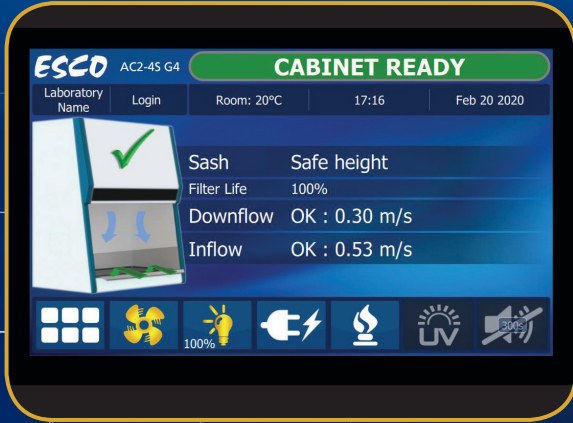 ESCO AC2-4S G4 CABINET READY
Laboratory Name Login Room: 20°C 17:16 Feb 20 2020
Sash Safe height
Filter Life 100%
Downflow OK : 0.30 m/s
Inflow OK : 0.53 m/s
100% UV 300s